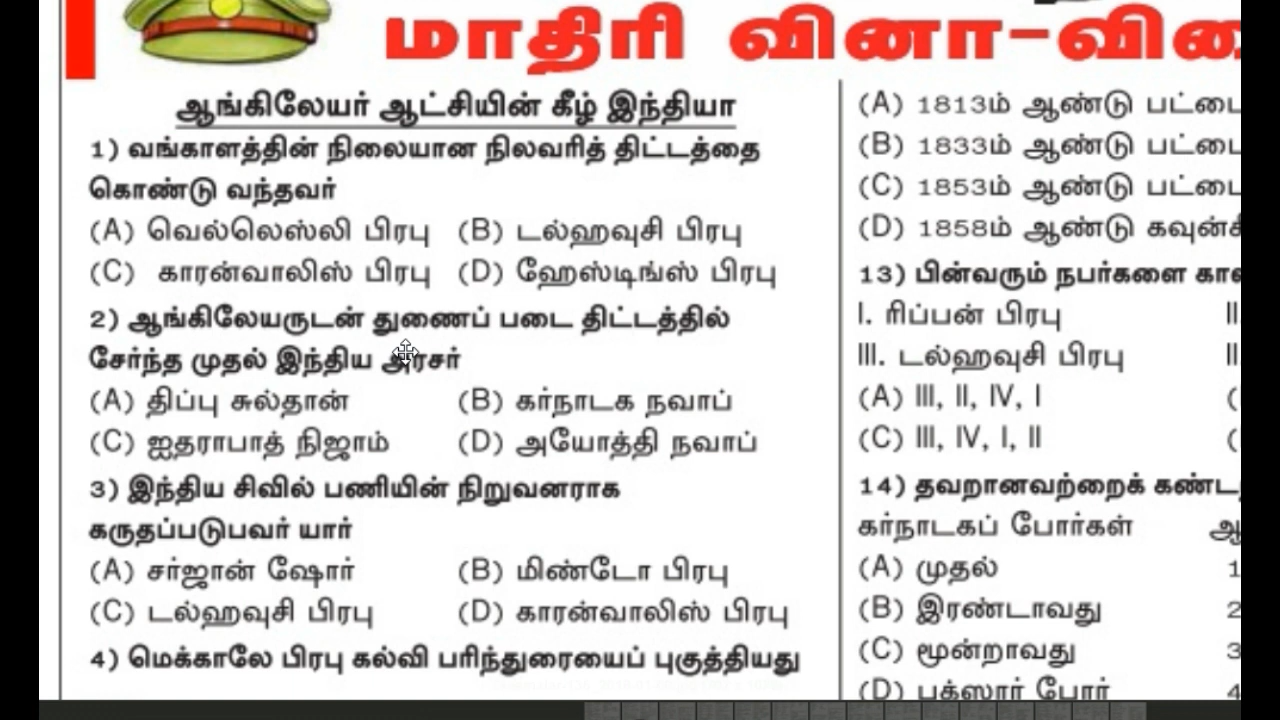 மாதிரி வினா-
ஆங்கிலேயர் ஆட்சியின் கீழ் இந்தியா
1) வங்காளத்தின் நிலையான நிலவரித் திட்டத்தை
கொண்டு வந்தவர்
(A) வெல்லெஸ்லி பிரபு (B) டல்ஹவுசி பிரபு
(C) காரன்வாலிஸ் பிரபு (D) ஹேஸ்டிங்ஸ் பிரபு
2) ஆங்கிலேயருடன் துணைப் படை திட்டத்தில்
சேர்ந்த முதல் இந்திய அரசர்
(A) திப்பு சுல்தான் (B) கர்நாடக நவாப்
(C) ஐதராபாத் நிஜாம் (D) அயோத்தி நவாப்
3) இந்திய சிவில் பணியின் நிறுவனராக
கருதப்படுபவர் யார்
(A) சர்ஜான் ஷோர் (B) மிண்டோ பிரபு
(C) டல்ஹவுசி பிரபு (D) காரன்வாலிஸ் பிரபு
4) மெக்காலே பிரபு கல்வி பரிந்துரையைப் புகுத்தியது
(A) 1813ம் ஆண்டு
(B) 1833ம் ஆண்டு
(C) 1853ம் ஆண்டு
(D) 1858ம் ஆண்டு
13) பின்வரும் நபர்களை
I. ரிப்பன் பிரபு
III. டல்ஹவுசி பிரபு
(A) III, II, IV, I
(C) III, IV, I, II
14) தவறானவற்றைக்
கர்நாடகப் போர்கள்
(A) முதல்
(B) இரண்டாவது
(C) மூன்றாவது
(D) பக்ஸார் போர்